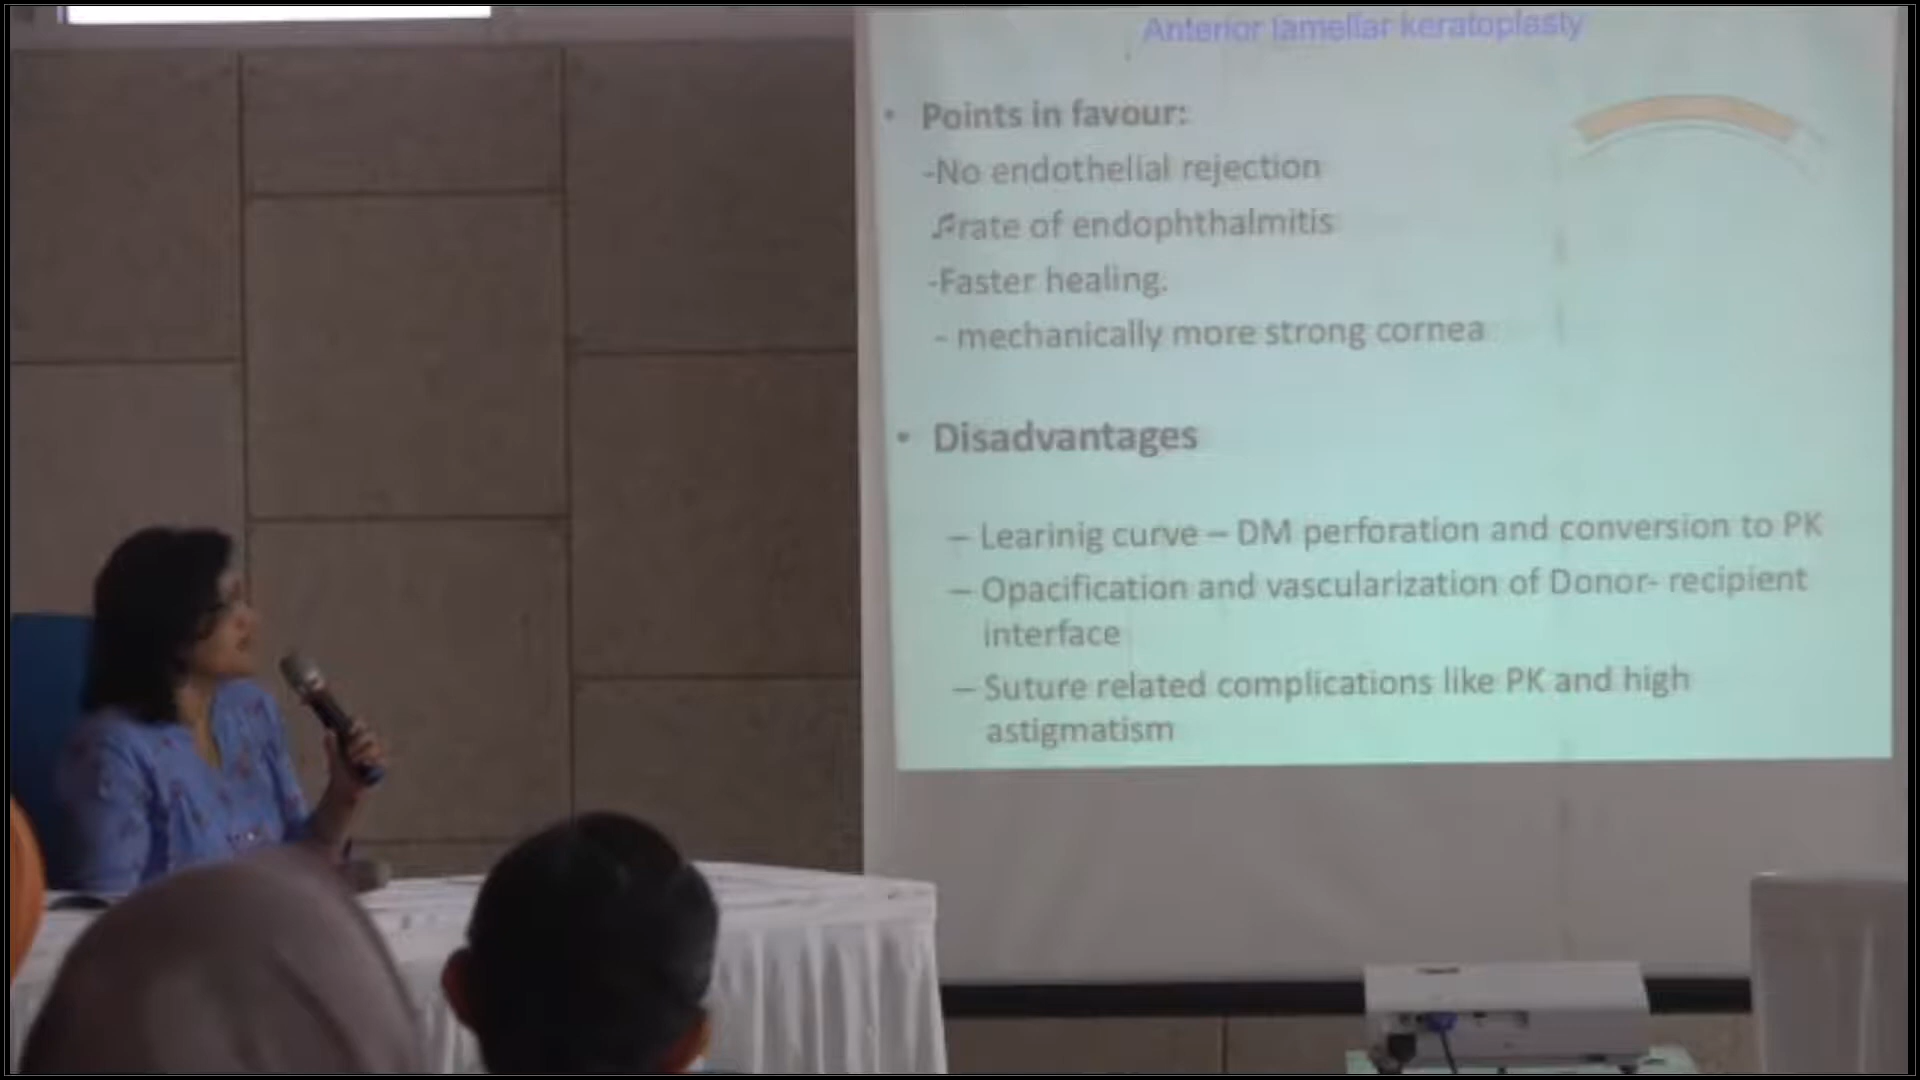 Anterior lamellar keratoplasty
• Points in favour:
-No endothelial rejection
♬rate of endophthalmitis
-Faster healing.
- mechanically more strong cornea
• Disadvantages
– Learinig curve – DM perforation and conversion to PK
– Opacification and vascularization of Donor- recipient
interface
– Suture related complications like PK and high
astigmatism